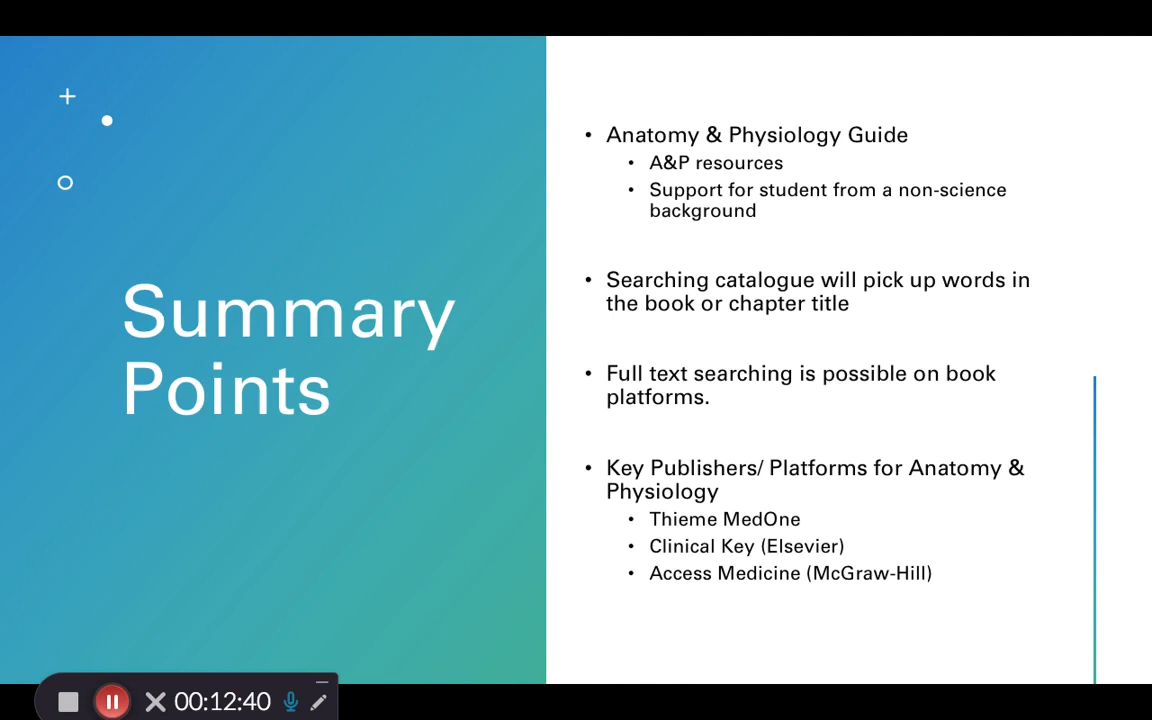 Summary
Points
• Anatomy & Physiology Guide
• A&P resources
• Support for student from a non-science
background
• Searching catalogue will pick up words in
the book or chapter title
• Full text searching is possible on book
platforms.
• Key Publishers/ Platforms for Anatomy &
Physiology
• Thieme MedOne
• Clinical Key (Elsevier)
• Access Medicine (McGraw-Hill)
00:12:40